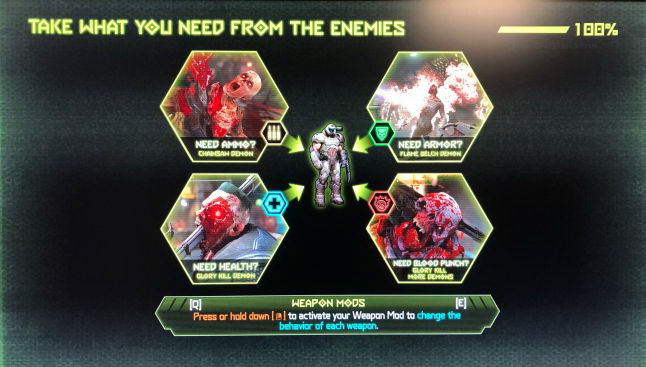 TAKE WHAT YOU NEED FROM THE ENEMIES
100%
NEED AMMO?
CHAINSAW DEMON
NEED ARMOR?
FLAME BELCH DEMON
NEED HEALTH?
GLORY KILL DEMON
NEED BLOOD PUNCH?
GLORY KILL
MORE DEMONS
[Q]
WEAPON MODS
[E]
Press or hold down [ ] to activate your Weapon Mod to change the
behavior of each weapon.